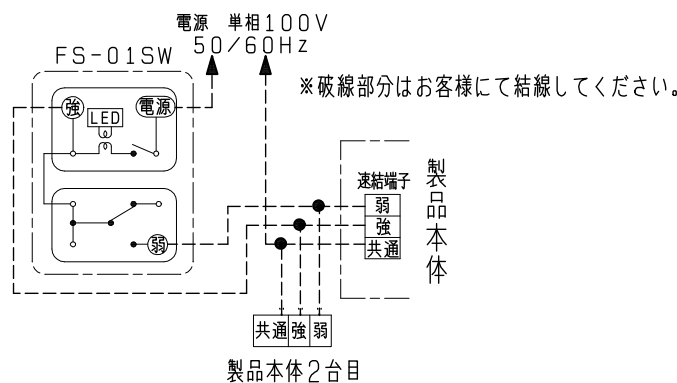 電源 単相100V
50/60Hz
FS-01SW
※破線部分はお客様にて結線してください。
強
電源
LED
弱
速結端子
弱
強
共通
製品本体
共通 強 弱
製品本体2台目